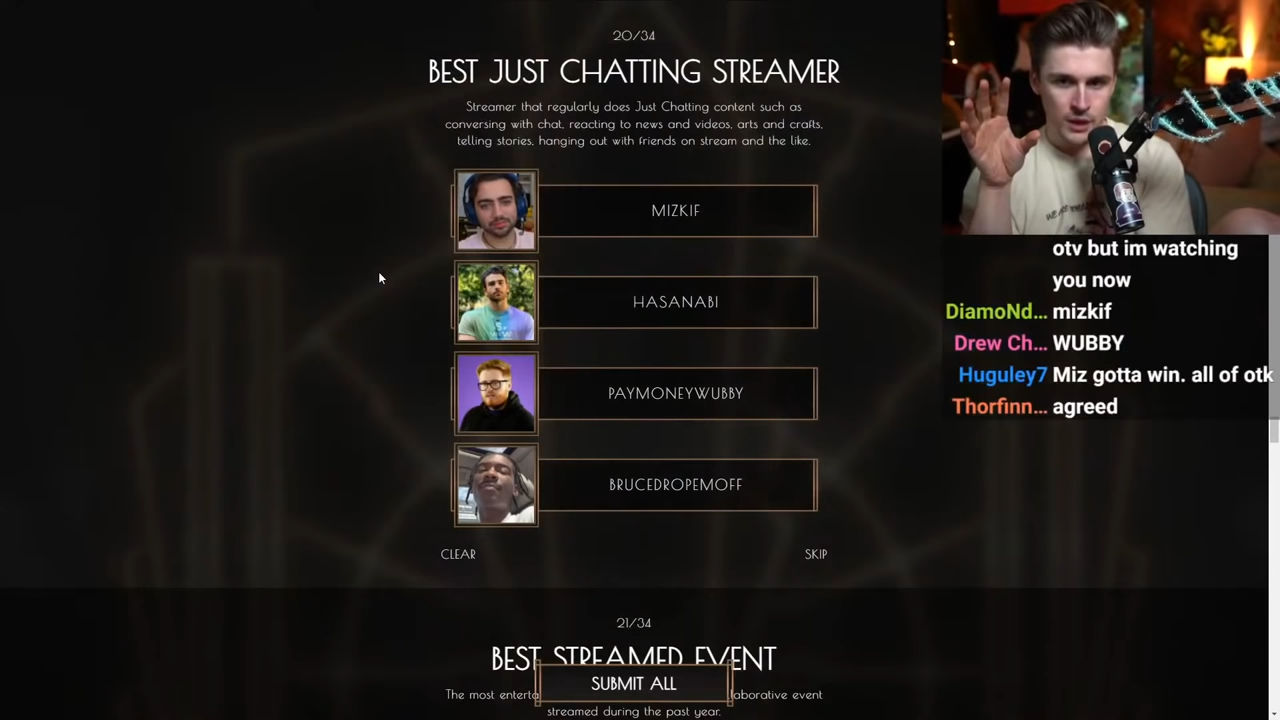 20/34
BEST JUST CHATTING STREAMER
Streamer that regularly does Just Chatting content such as
conversing with chat, reacting to news and videos, arts and crafts,
telling stories, hanging out with friends on stream and the like.
MIZKIF
HASANABI
PAYMONEYWUBBY
BRUCEDROPEMOFF
CLEAR
SKIP
21/34
BEST STREAMED EVENT
SUBMIT ALL
The most enterta
laborative event
streamed during the past year.
otv but im watching
you now
DiamoNd... mizkif
Drew Ch... WUBBY
Huguley7 Miz gotta win. all of otk
Thorfınn... agreed